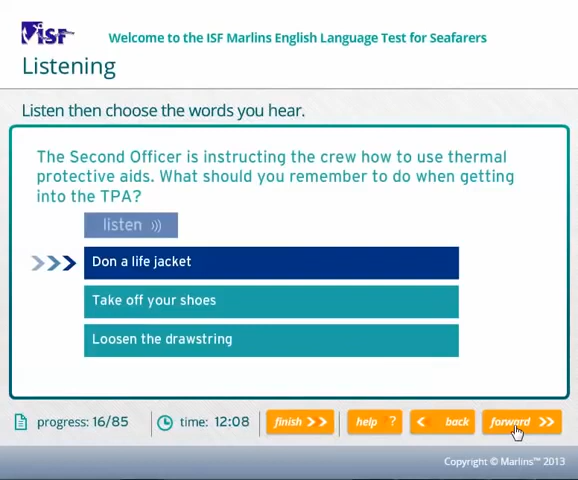 ISF
Welcome to the ISF Marlins English Language Test for Seafarers
Listening
Listen then choose the words you hear.
The Second Officer is instructing the crew how to use thermal
protective aids. What should you remember to do when getting
into the TPA?
listen
Don a life jacket
Take off your shoes
Loosen the drawstring
progress: 16/85 time: 12:08 finish >> help ? < back forward >>
Copyright © Marlins™ 2013